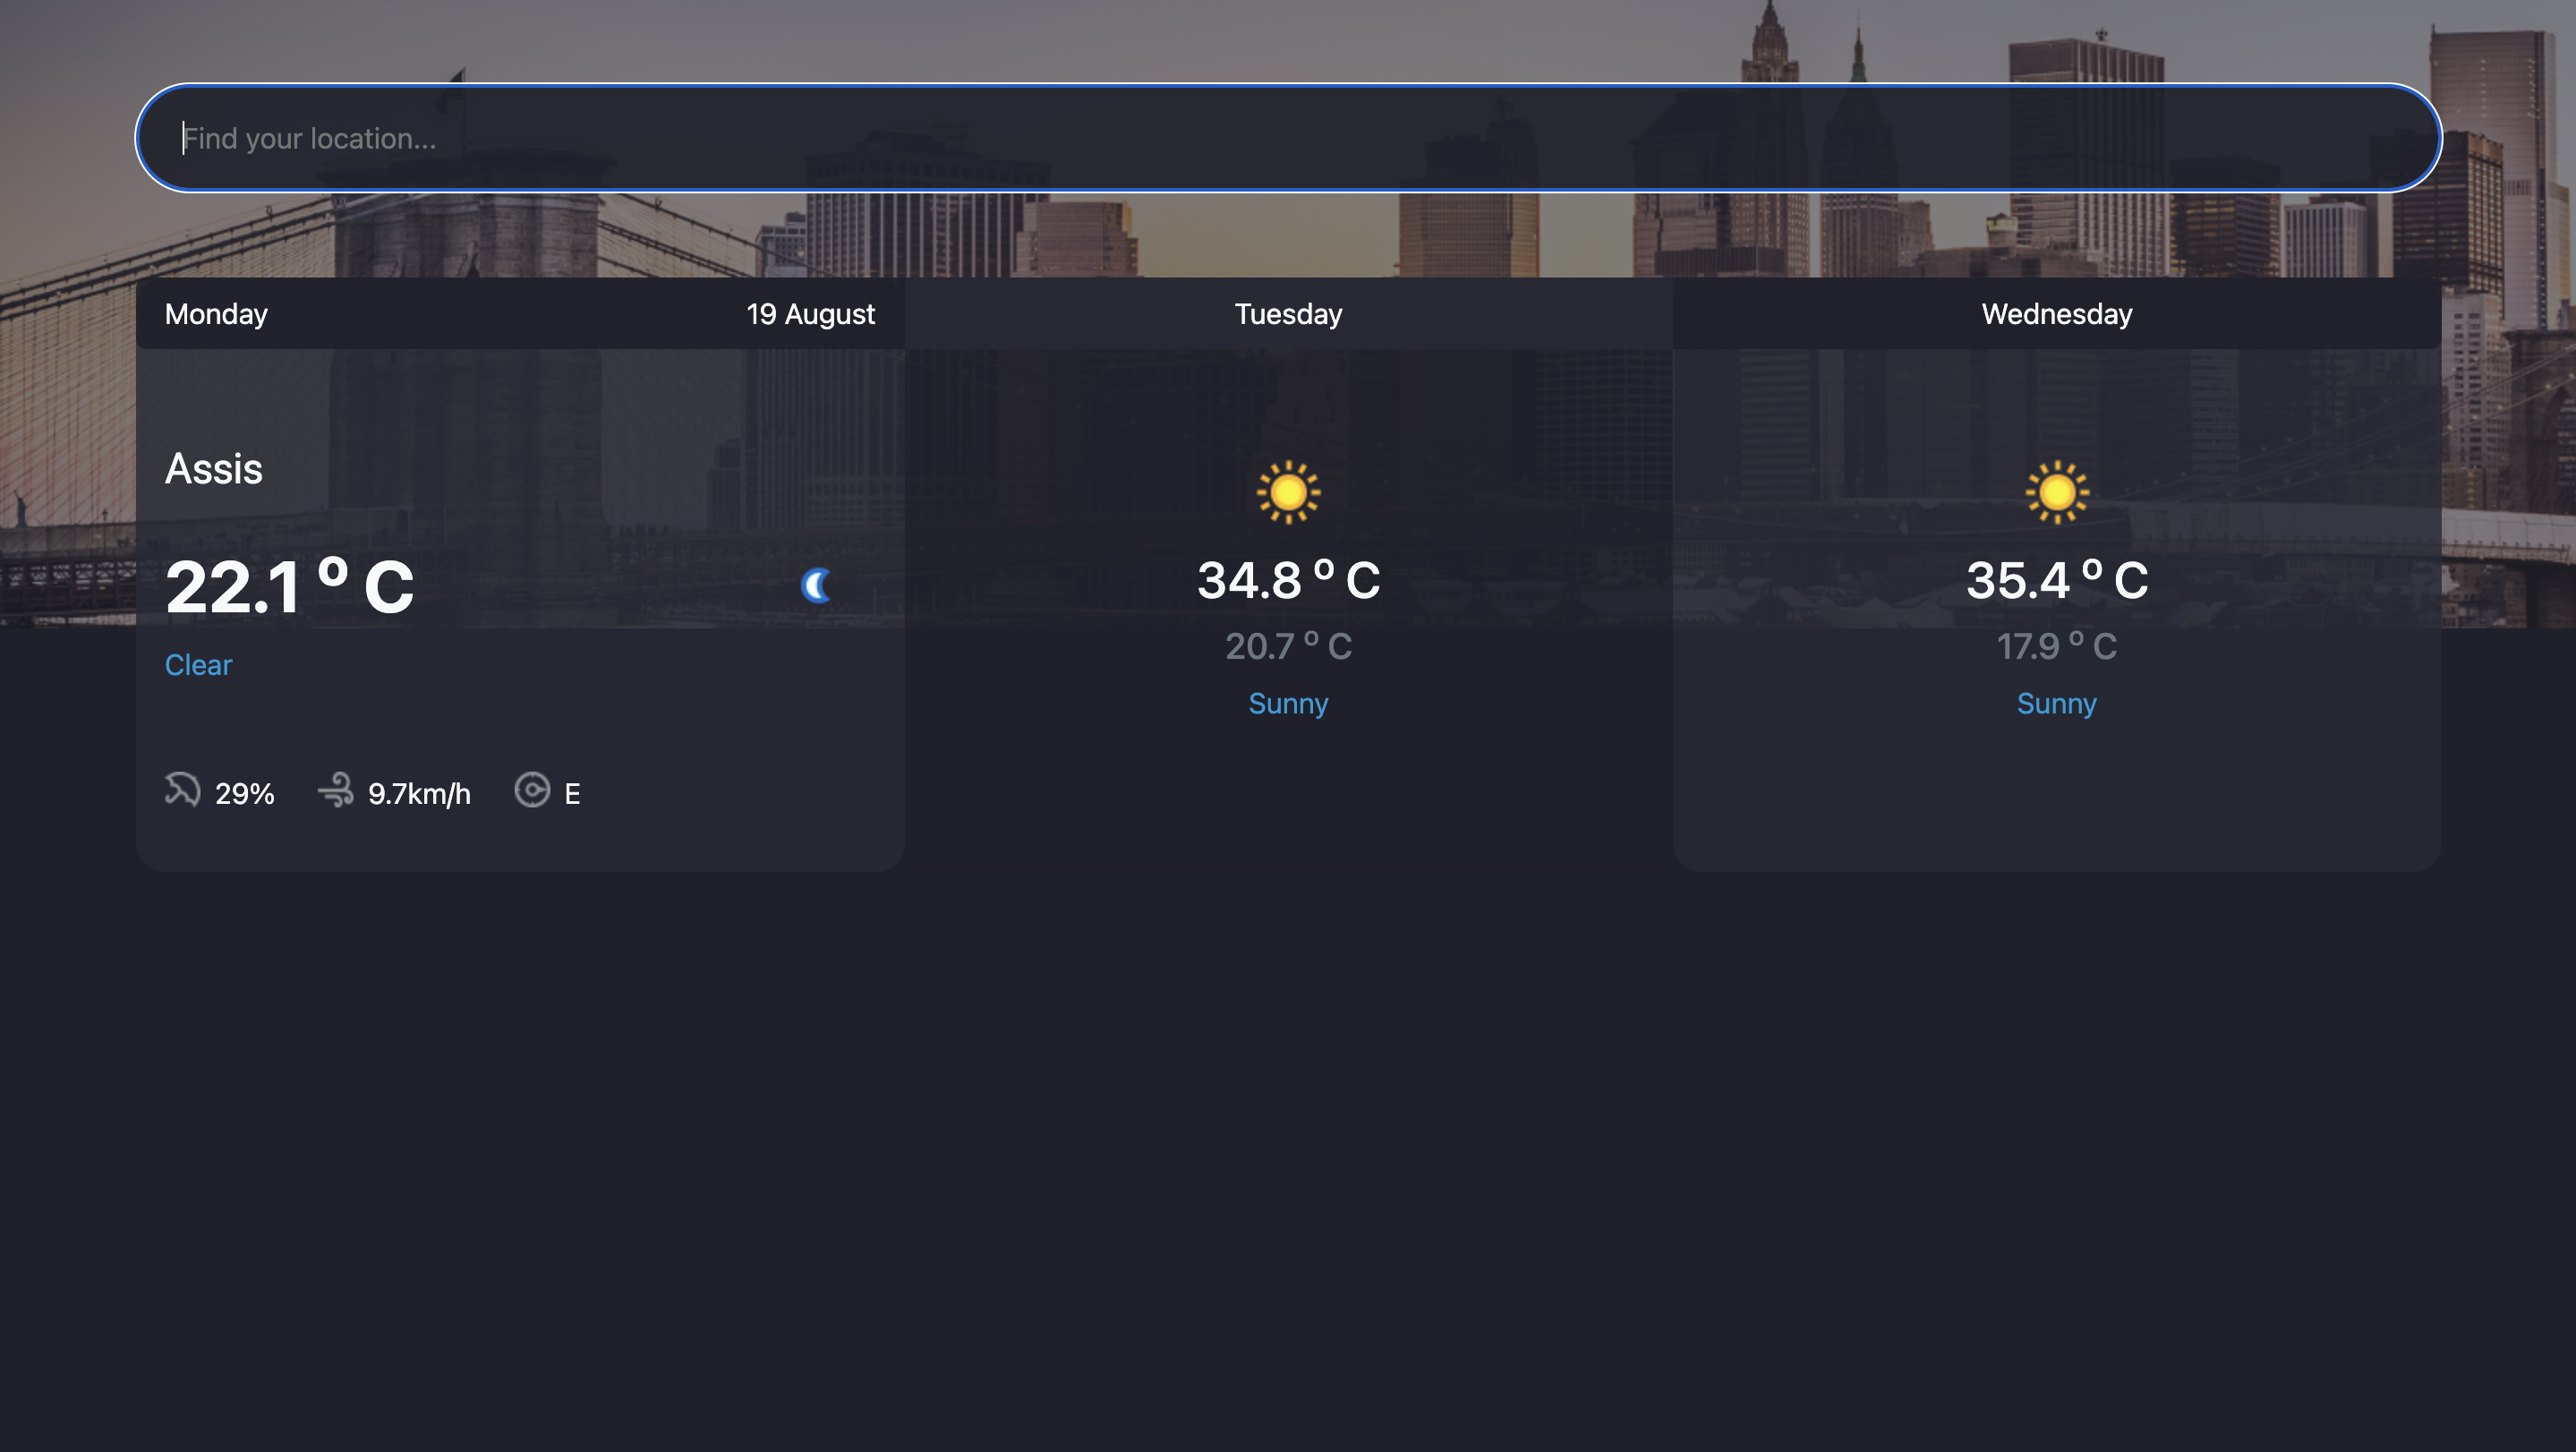 Find your location...
Monday 19 August
Assis
22.1 º C
Clear
29% 9.7km/h E
Tuesday
34.8 º C
20.7 º C
Sunny
Wednesday
35.4 º C
17.9 º C
Sunny